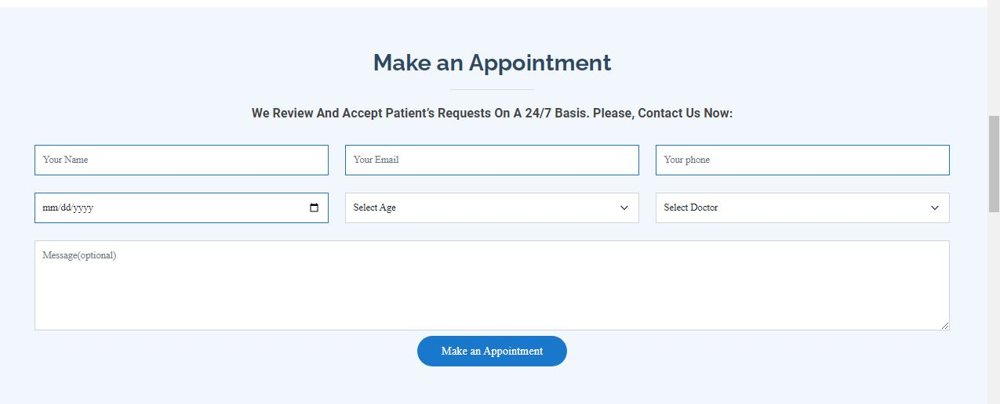 Make an Appointment
We Review And Accept Patient's Requests On A 24/7 Basis. Please, Contact Us Now:
Your Name Your Email Your phone
mm/dd/yyyy Select Age Select Doctor
Message(optional)
Make an Appointment